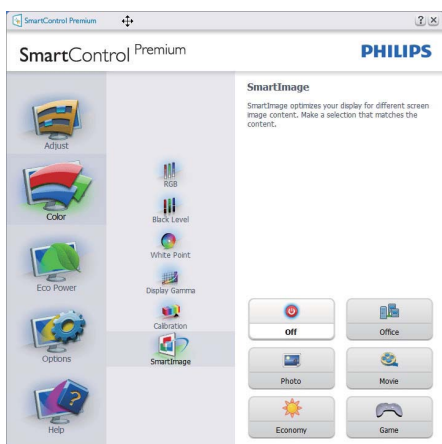 SmartControl Premium
SmartControl Premium
PHILIPS
Adjust
Color
Eco Power
Options
Help
RGB
Black Level
White Point
Display Gamma
Calibration
SmartImage
SmartImage
SmartImage optimizes your display for different screen
image content. Make a selection that matches the
content.
Off
Office
Photo
Movie
Economy
Game